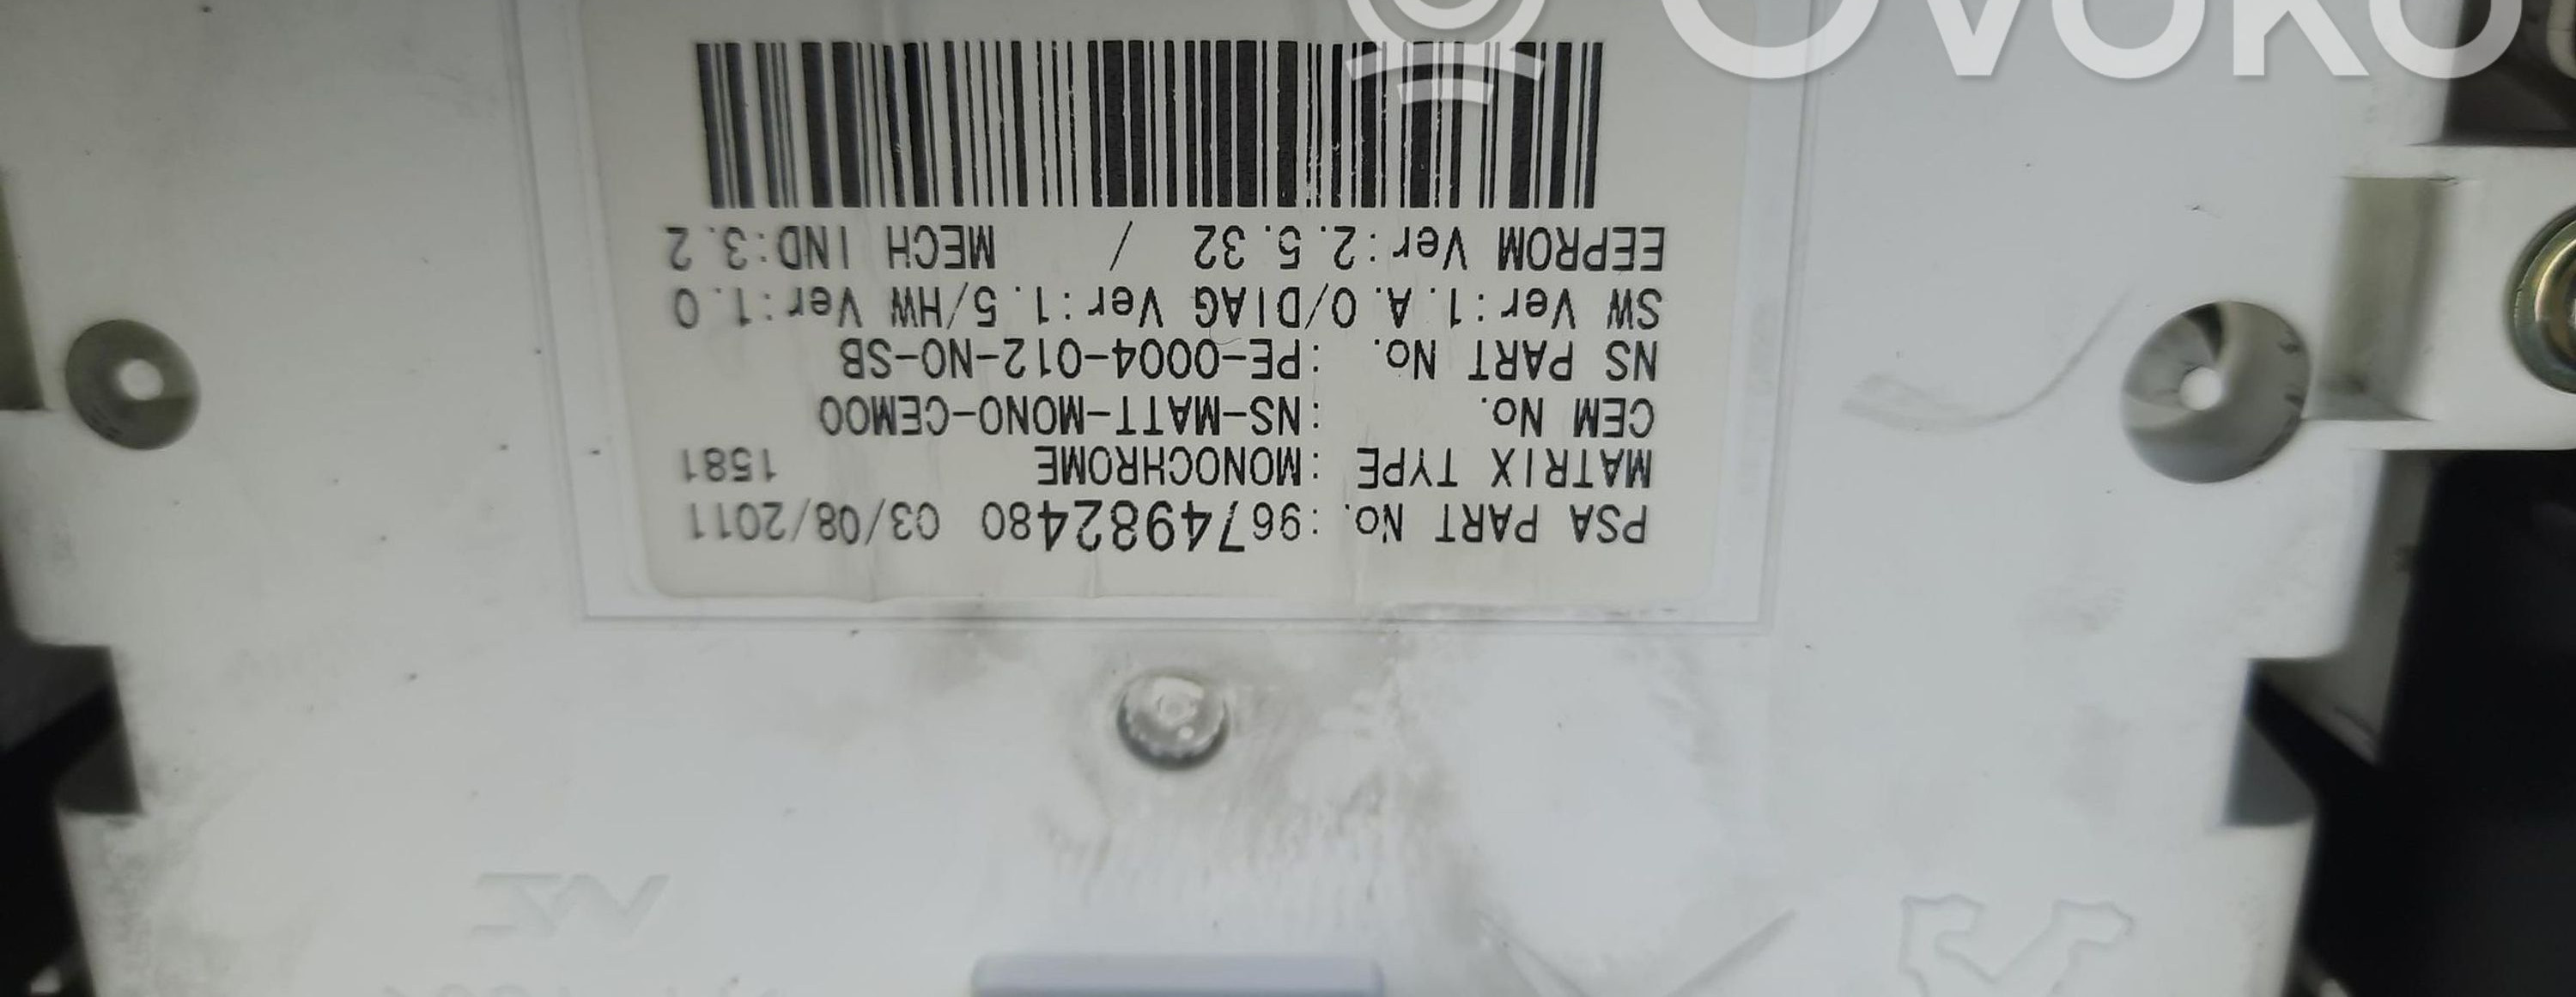 PSA PART No. :9674982480 03/08/2011
MATRIX TYPE :MONOCHROME 1581
CEM No. :NS-MATT-MONO-CEM00
NS PART No. :PE-0004-012-NO-SB
SW Ver:1.A.0/DIAG Ver:1.5/HW Ver:1.0
EEPROM Ver:2.5.32 / MECH IND:3.2
OVOKO